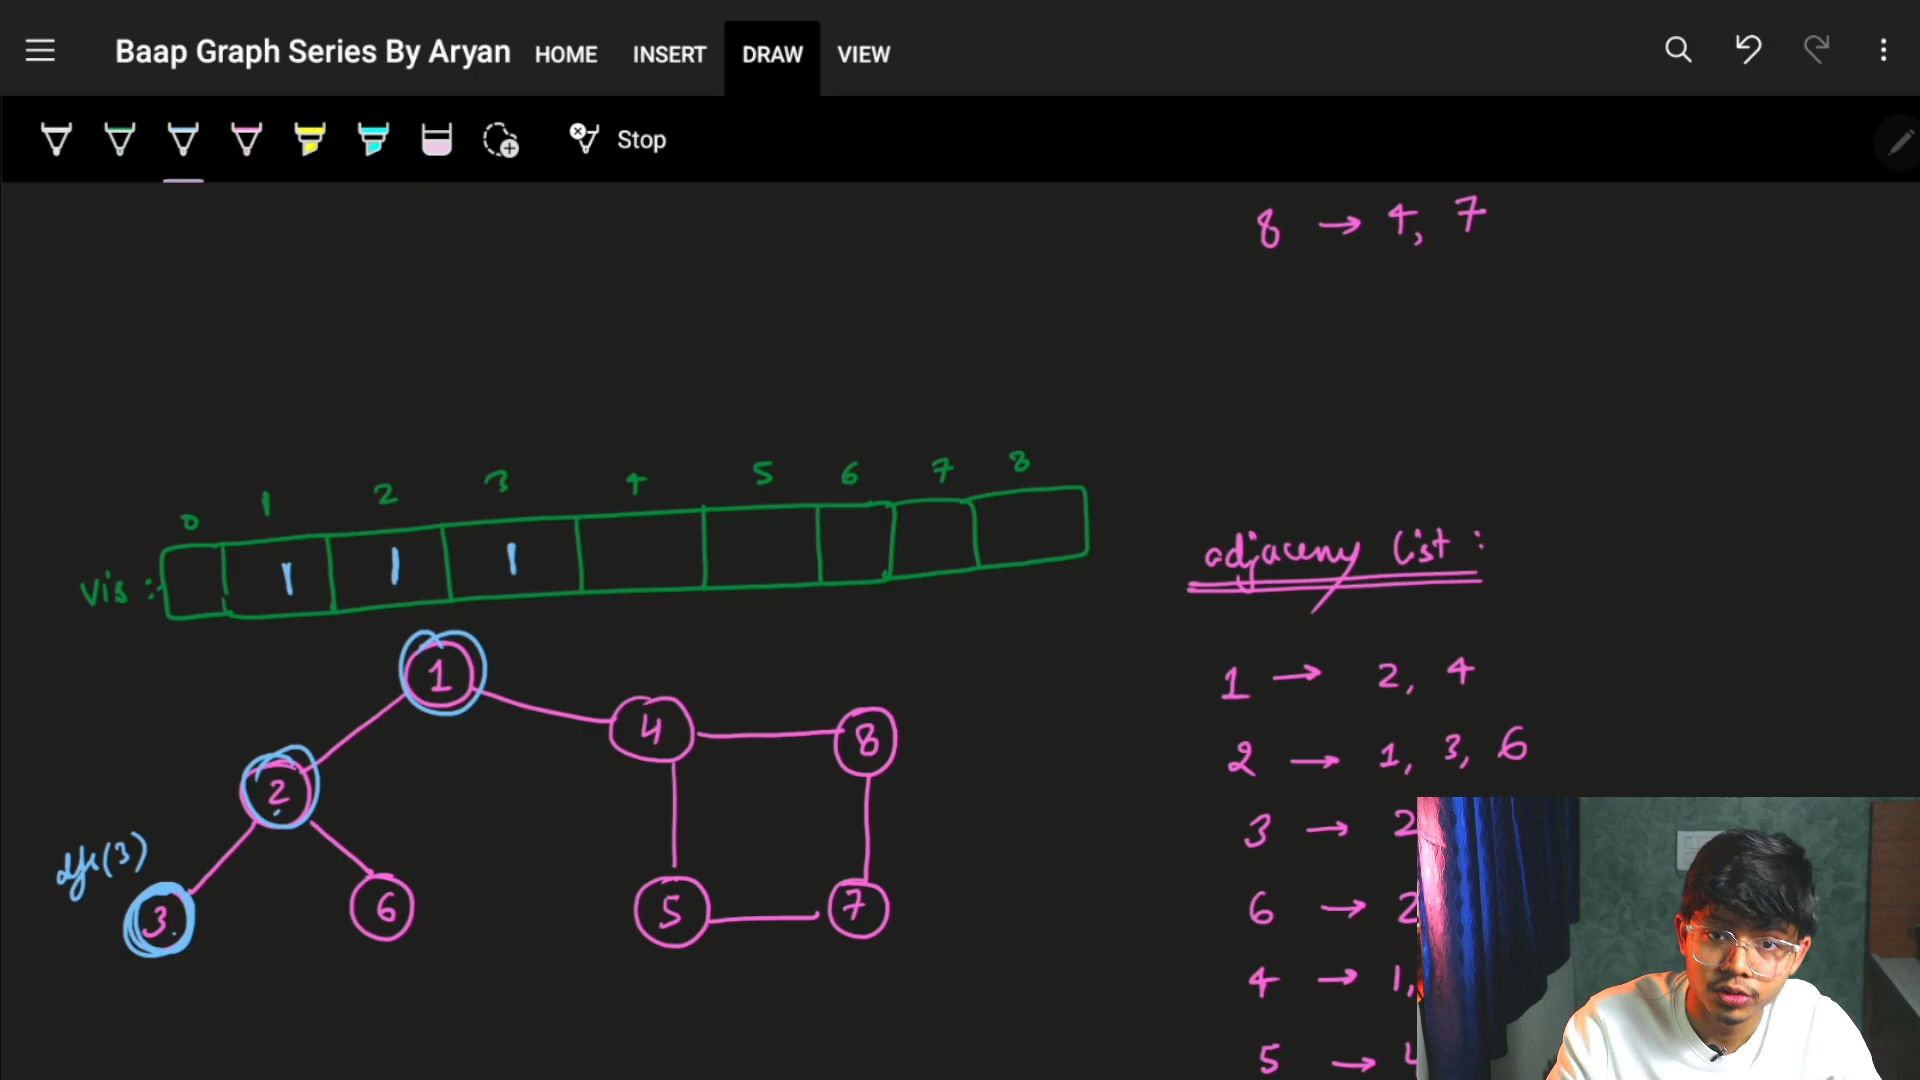 Baap Graph Series By Aryan HOME INSERT DRAW VIEW
Stop
8 → 4, 7
0 1 2 3 4 5 6 7 8
vis : 1 1 1
adjaceny list :
1 → 2, 4
2 → 1, 3, 6
3 → 2
6 → 2
4 → 1,
5 →
1
4 8
2
dfs(3)
3 6 5 7